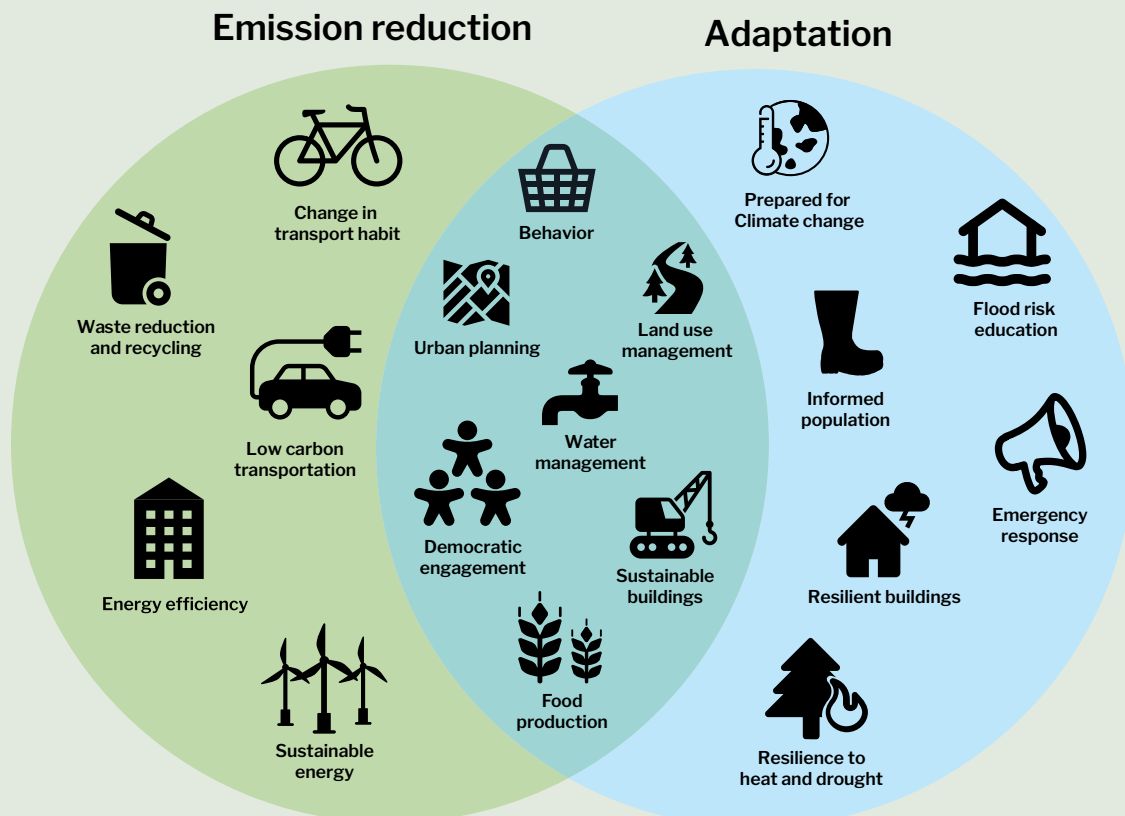 Emission reduction
Adaptation
Change in
transport habit
Waste reduction
and recycling
Low carbon
transportation
Energy efficiency
Sustainable
energy
Behavior
Urban planning
Land use
management
Water
management
Democratic
engagement
Sustainable
buildings
Food
production
Prepared for
Climate change
Flood risk
education
Informed
population
Emergency
response
Resilient buildings
Resilience to
heat and drought